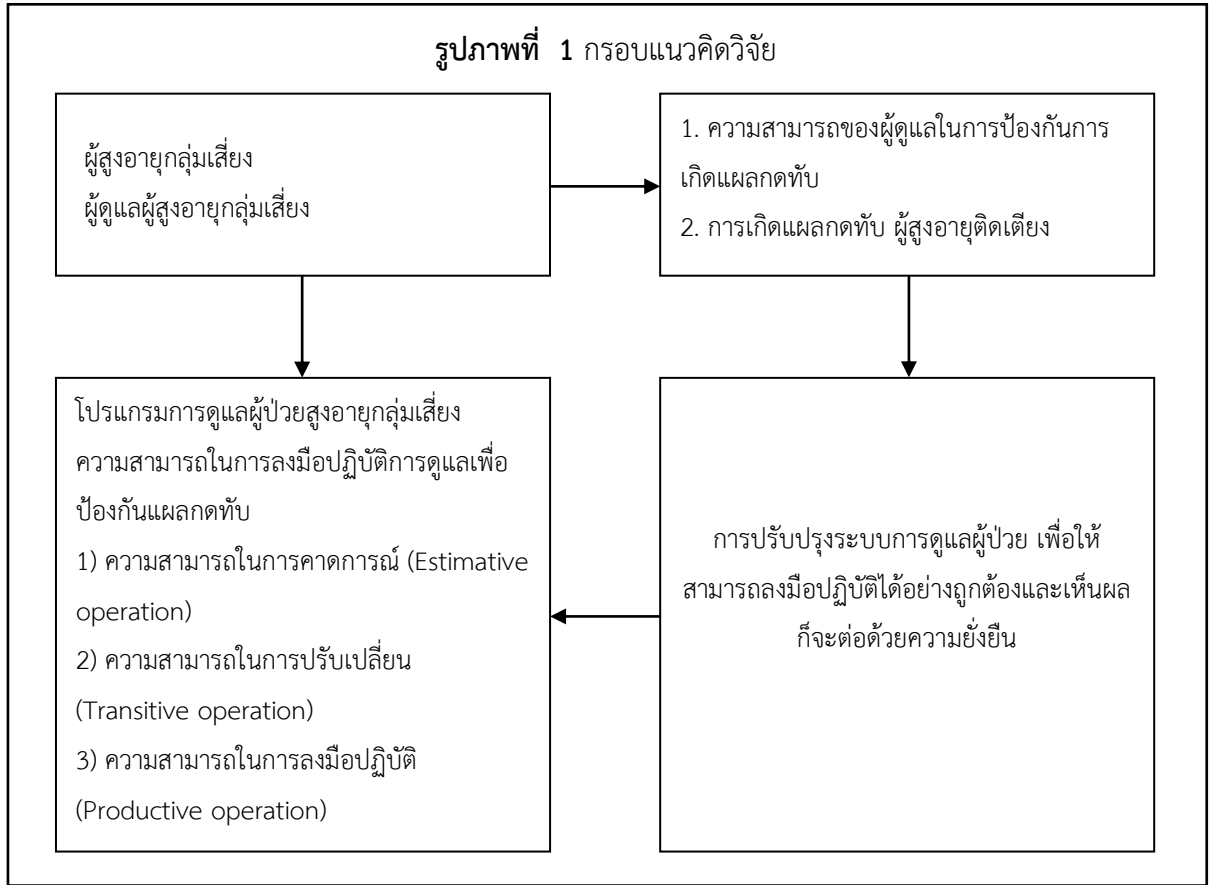 รูปภาพที่ 1 กรอบแนวคิดวิจัย
ผู้สูงอายุกลุ่มเสี่ยง
ผู้ดูแลผู้สูงอายุกลุ่มเสี่ยง
1. ความสามารถของผู้ดูแลในการป้องกันการ
เกิดแผลกดทับ
2. การเกิดแผลกดทับ ผู้สูงอายุติดเตียง
โปรแกรมการดูแลผู้ป่วยสูงอายุกลุ่มเสี่ยง
ความสามารถในการลงมือปฏิบัติการดูแลเพื่อ
ป้องกันแผลกดทับ
1) ความสามารถในการคาดการณ์ (Estimative
operation)
2) ความสามารถในการปรับเปลี่ยน
(Transitive operation)
3) ความสามารถในการลงมือปฏิบัติ
(Productive operation)
การปรับปรุงระบบการดูแลผู้ป่วย เพื่อให้
สามารถลงมือปฏิบัติได้อย่างถูกต้องและเห็นผล
ก็จะต่อด้วยความยั่งยืน